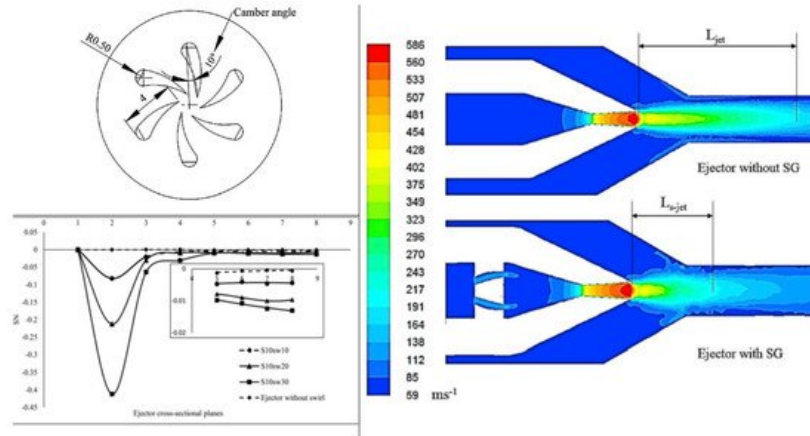 Camber angle
R0.50
10°
4
1 2 3 4 5 6 7 8 9
0.05
0
-0.05
-0.1
-0.15
-0.2
-0.25
-0.3
-0.35
-0.4
-0.45
SN
0
-0.01
-0.02
9
S10sw10
S10sw20
S10sw30
Ejector without swirl
Ejector cross-sectional planes
586
560
533
507
481
454
428
402
375
349
323
296
270
243
217
191
164
138
112
85
59 ms-1
Ljet
Ejector without SG
Ls-jet
Ejector with SG